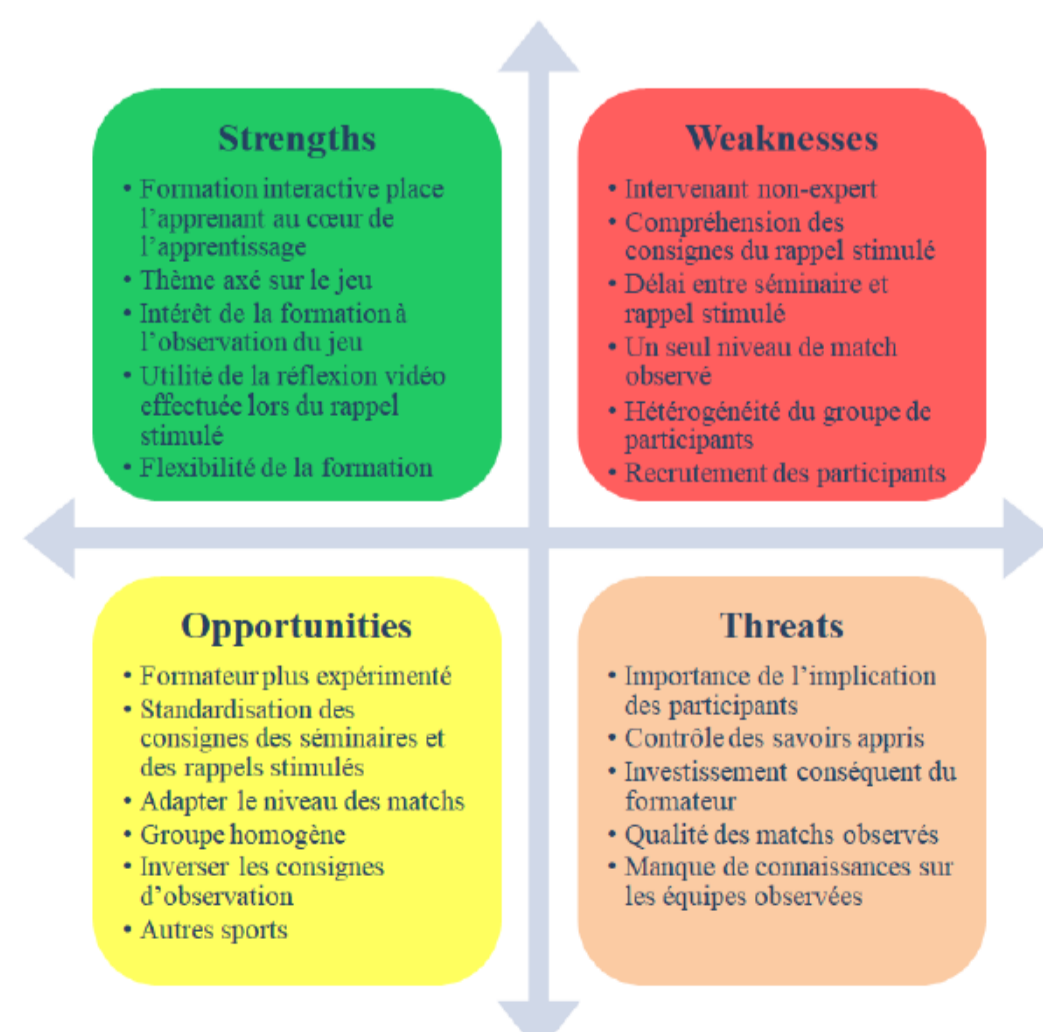 Strengths
• Formation interactive place
l'apprenant au cœur de
l'apprentissage
• Thème axé sur le jeu
• Intérêt de la formation à
l'observation du jeu
• Utilité de la réflexion vidéo
effectuée lors du rappel
stimulé
• Flexibilité de la formation
Weaknesses
• Intervenant non-expert
• Compréhension des
consignes du rappel stimulé
• Délai entre séminaire et
rappel stimulé
• Un seul niveau de match
observé
• Hétérogénéité du groupe de
participants
• Recrutement des participants
Opportunities
• Formateur plus expérimenté
• Standardisation des
consignes des séminaires et
des rappels stimulés
• Adapter le niveau des matchs
• Groupe homogène
• Inverser les consignes
d'observation
• Autres sports
Threats
• Importance de l'implication
des participants
• Contrôle des savoirs appris
• Investissement conséquent du
formateur
• Qualité des matchs observés
• Manque de connaissances sur
les équipes observées